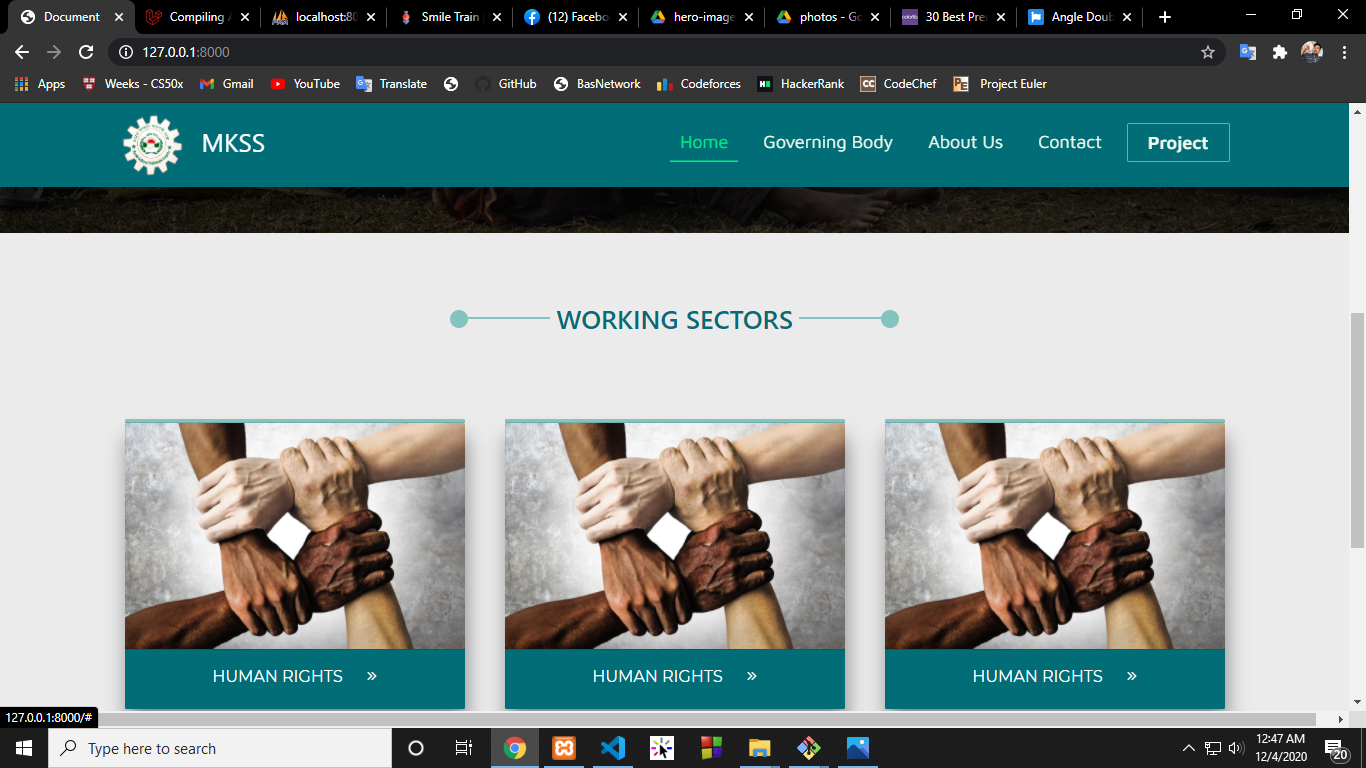 Document
Compiling A
localhost:80
Smile Train
(12) Facebo
hero-image
photos - Go
30 Best Pre
Angle Doub
127.0.0.1:8000
Apps
Weeks - CS50x
Gmail
YouTube
Translate
GitHub
BasNetwork
Codeforces
HackerRank
CodeChef
Project Euler
MKSS
Home
Governing Body
About Us
Contact
Project
WORKING SECTORS
HUMAN RIGHTS »
HUMAN RIGHTS »
HUMAN RIGHTS »
127.0.0.1:8000/#
Type here to search
12:47 AM
12/4/2020
20